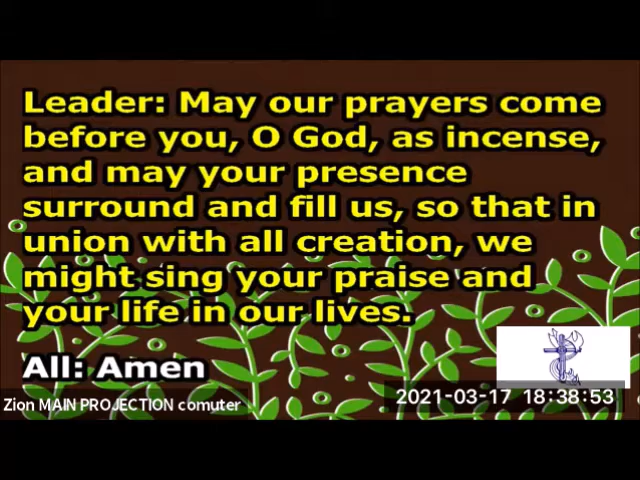 Leader: May our prayers come
before you, O God, as incense,
and may your presence
surround and fill us, so that in
union with all creation, we
might sing your praise and
your life in our lives.
All: Amen
Zion MAIN PROJECTION comuter
2021-03-17 18:38:53